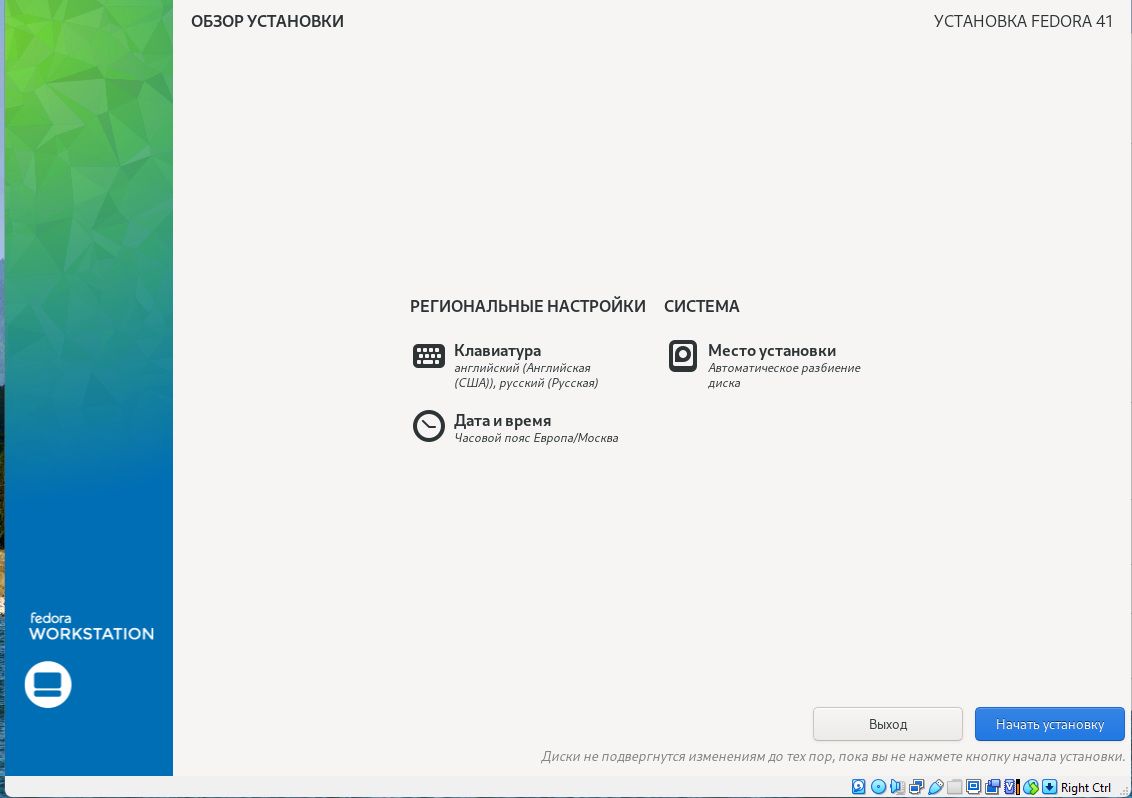 ОБЗОР УСТАНОВКИ
УСТАНОВКА FEDORA 41
РЕГИОНАЛЬНЫЕ НАСТРОЙКИ
Клавиатура
английский (Английская
(США)), русский (Русская)
Дата и время
Часовой пояс Европа/Москва
СИСТЕМА
Место установки
Автоматическое разбиение
диска
fedora
WORKSTATION
Выход
Начать установку
Диски не подвергнутся изменениям до тех пор, пока вы не нажмете кнопку начала установки.
Right Ctrl